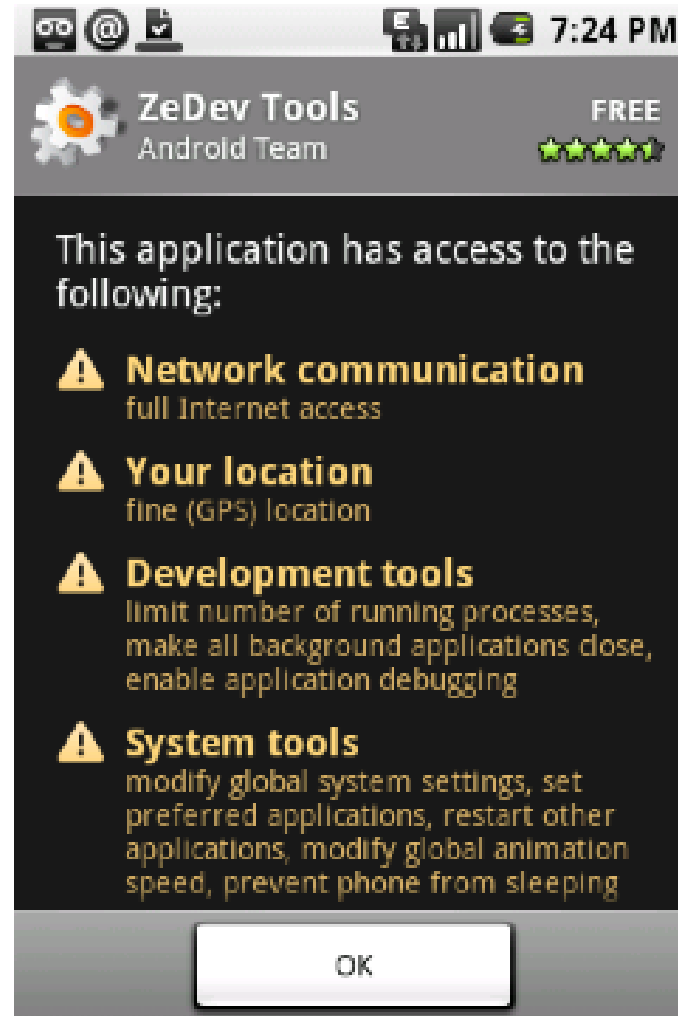 7:24 PM
ZeDev Tools
FREE
Android Team
This application has access to the
following:
Network communication
full Internet access
Your location
fine (GPS) location
Development tools
limit number of running processes,
make all background applications close,
enable application debugging
System tools
modify global system settings, set
preferred applications, restart other
applications, modify global animation
speed, prevent phone from sleeping
OK